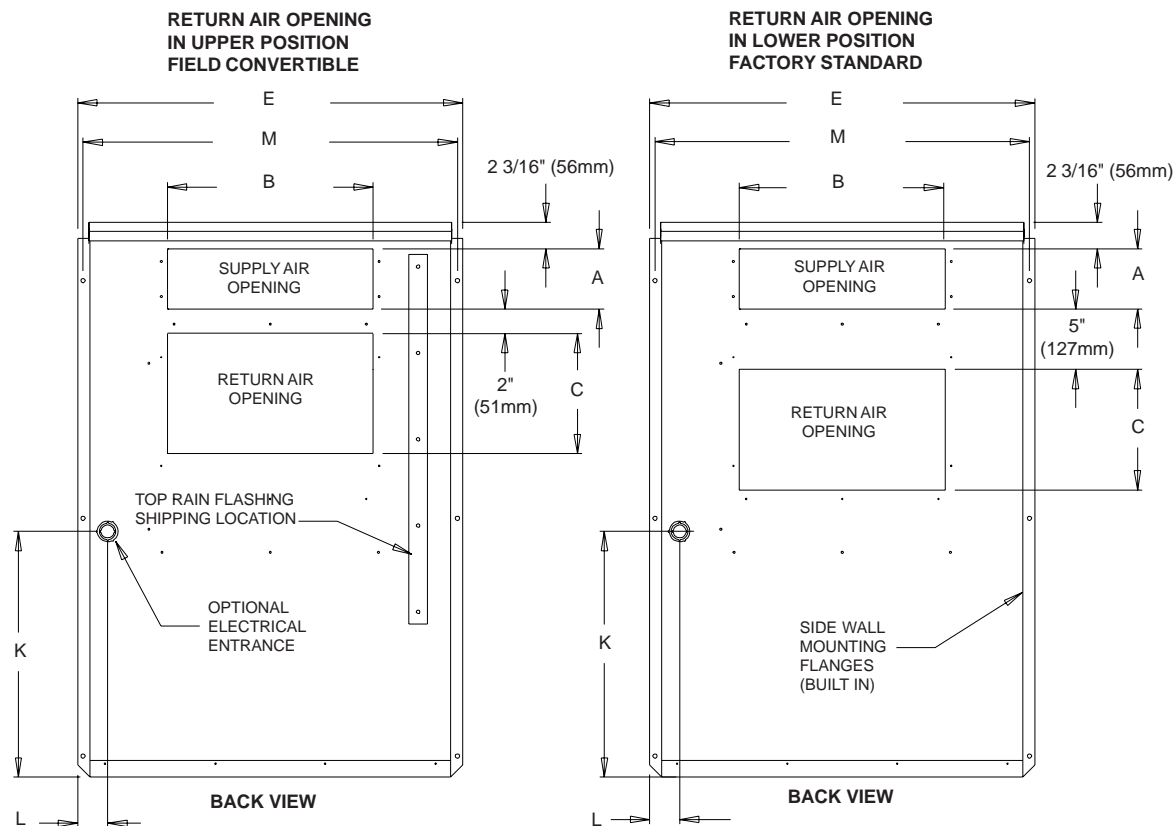 RETURN AIR OPENING
IN UPPER POSITION
FIELD CONVERTIBLE
E
M
B
2 3/16" (56mm)
SUPPLY AIR
OPENING
A
RETURN AIR
OPENING
2"
(51mm)
C
TOP RAIN FLASHING
SHIPPING LOCATION
OPTIONAL
ELECTRICAL
ENTRANCE
K
L
BACK VIEW
RETURN AIR OPENING
IN LOWER POSITION
FACTORY STANDARD
E
M
B
2 3/16" (56mm)
SUPPLY AIR
OPENING
A
5"
(127mm)
RETURN AIR
OPENING
C
SIDE WALL
MOUNTING
FLANGES
(BUILT IN)
K
L
BACK VIEW